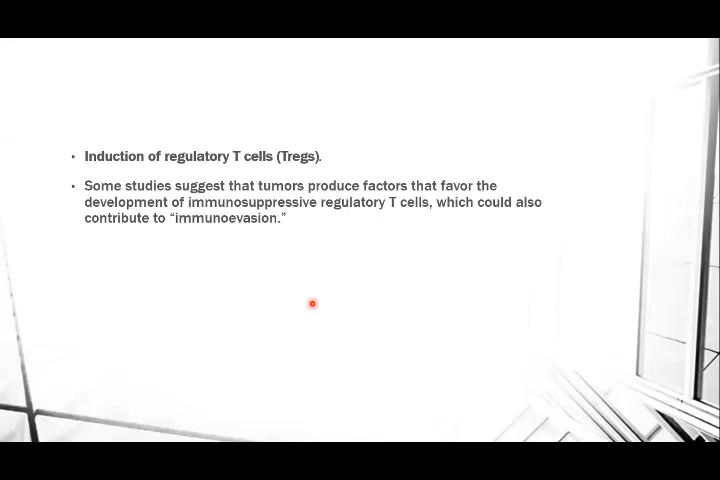 • Induction of regulatory T cells (Tregs).
• Some studies suggest that tumors produce factors that favor the
development of immunosuppressive regulatory T cells, which could also
contribute to “immunoevasion.”